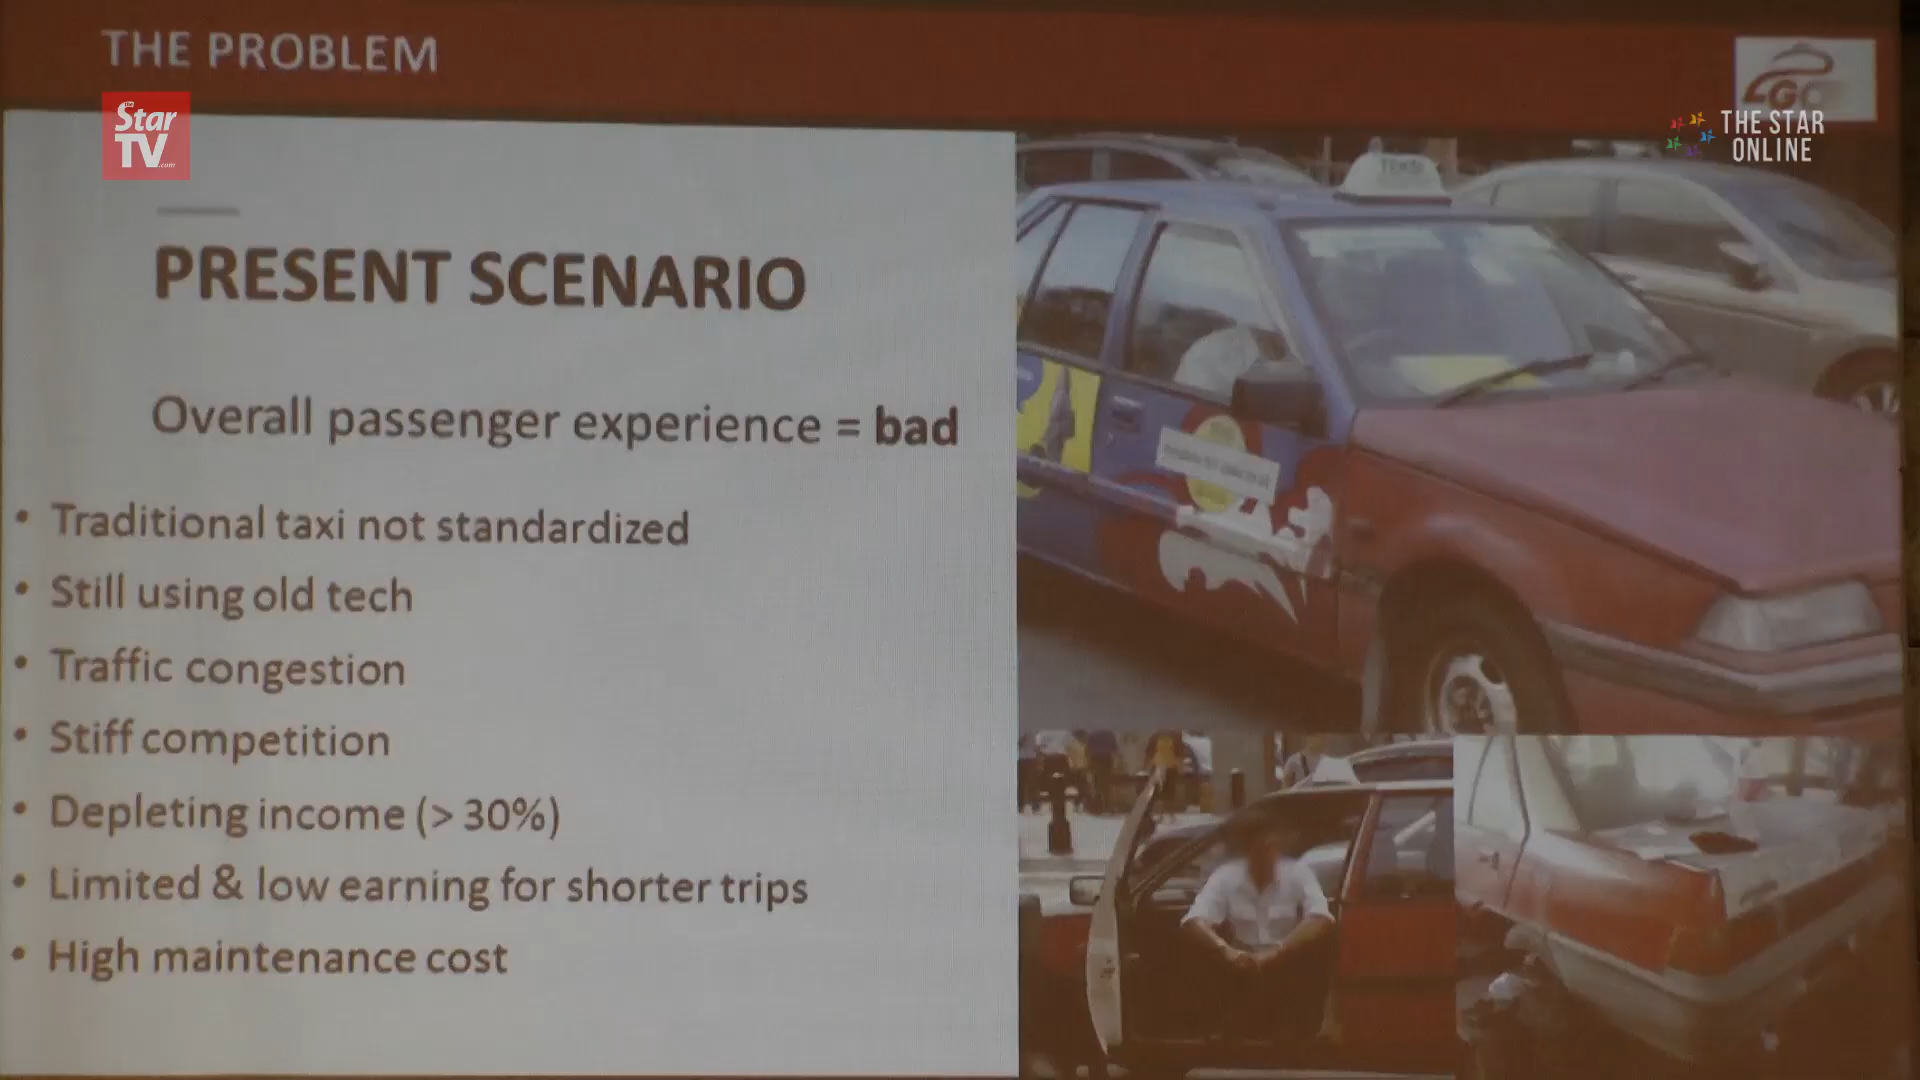 THE PROBLEM
The Star
TV.com
THE STAR
ONLINE
PRESENT SCENARIO
Overall passenger experience = bad
• Traditional taxi not standardized
• Still using old tech
• Traffic congestion
• Stiff competition
• Depleting income (> 30%)
• Limited & low earning for shorter trips
• High maintenance cost